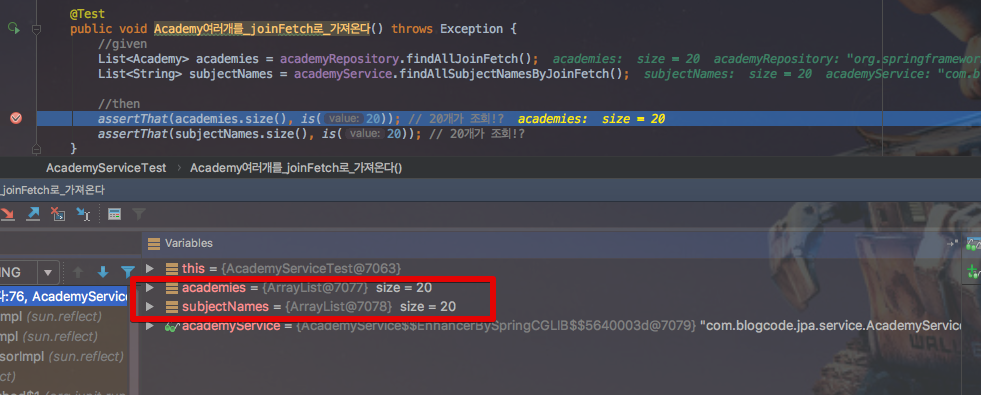 @Test
public void Academy여러개를_joinFetch로_가져온다() throws Exception {
//given
List<Academy> academies = academyRepository.findAllJoinFetch(); academies: size = 20 academyRepository: "org.springframewor
List<String> subjectNames = academyService.findAllSubjectNamesByJoinFetch(); subjectNames: size = 20 academyService: "com.b
//then
assertThat(academies.size(), is( value: 20)); // 20개가 조회!? academies: size = 20
assertThat(subjectNames.size(), is( value: 20)); // 20개가 조회!?
}
AcademyServiceTest › Academy여러개를_joinFetch로_가져온다()
_joinFetch로_가져온다
Variables
NG
this = {AcademyServiceTest@7063}
:76, AcademyService
academies = {ArrayList@7077} size = 20
mpl (sun.reflect)
subjectNames = {ArrayList@7078} size = 20
mpl (sun.reflect)
academyService = {AcademyService$$EnhancerBySpringCGLIB$$5640003d@7079} "com.blogcode.jpa.service.AcademyService
sorImpl (sun.reflect)
ect)